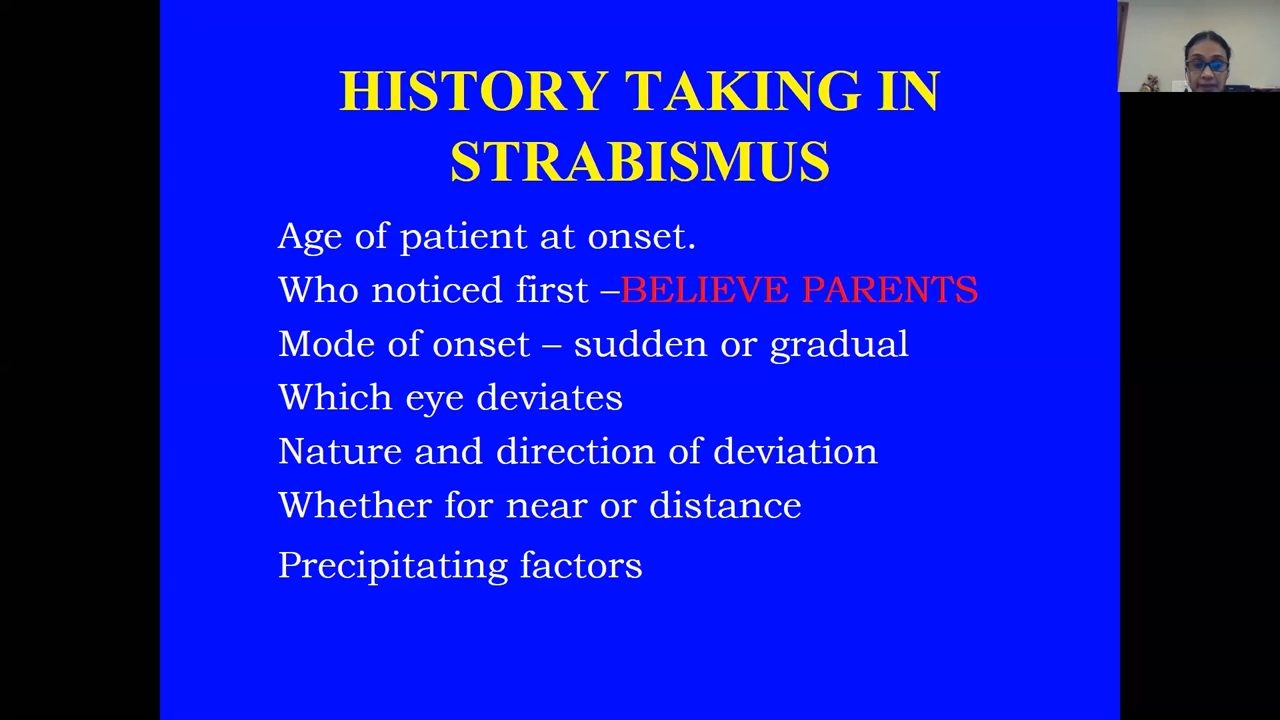 HISTORY TAKING IN
STRABISMUS
Age of patient at onset.
Who noticed first –BELIEVE PARENTS
Mode of onset – sudden or gradual
Which eye deviates
Nature and direction of deviation
Whether for near or distance
Precipitating factors